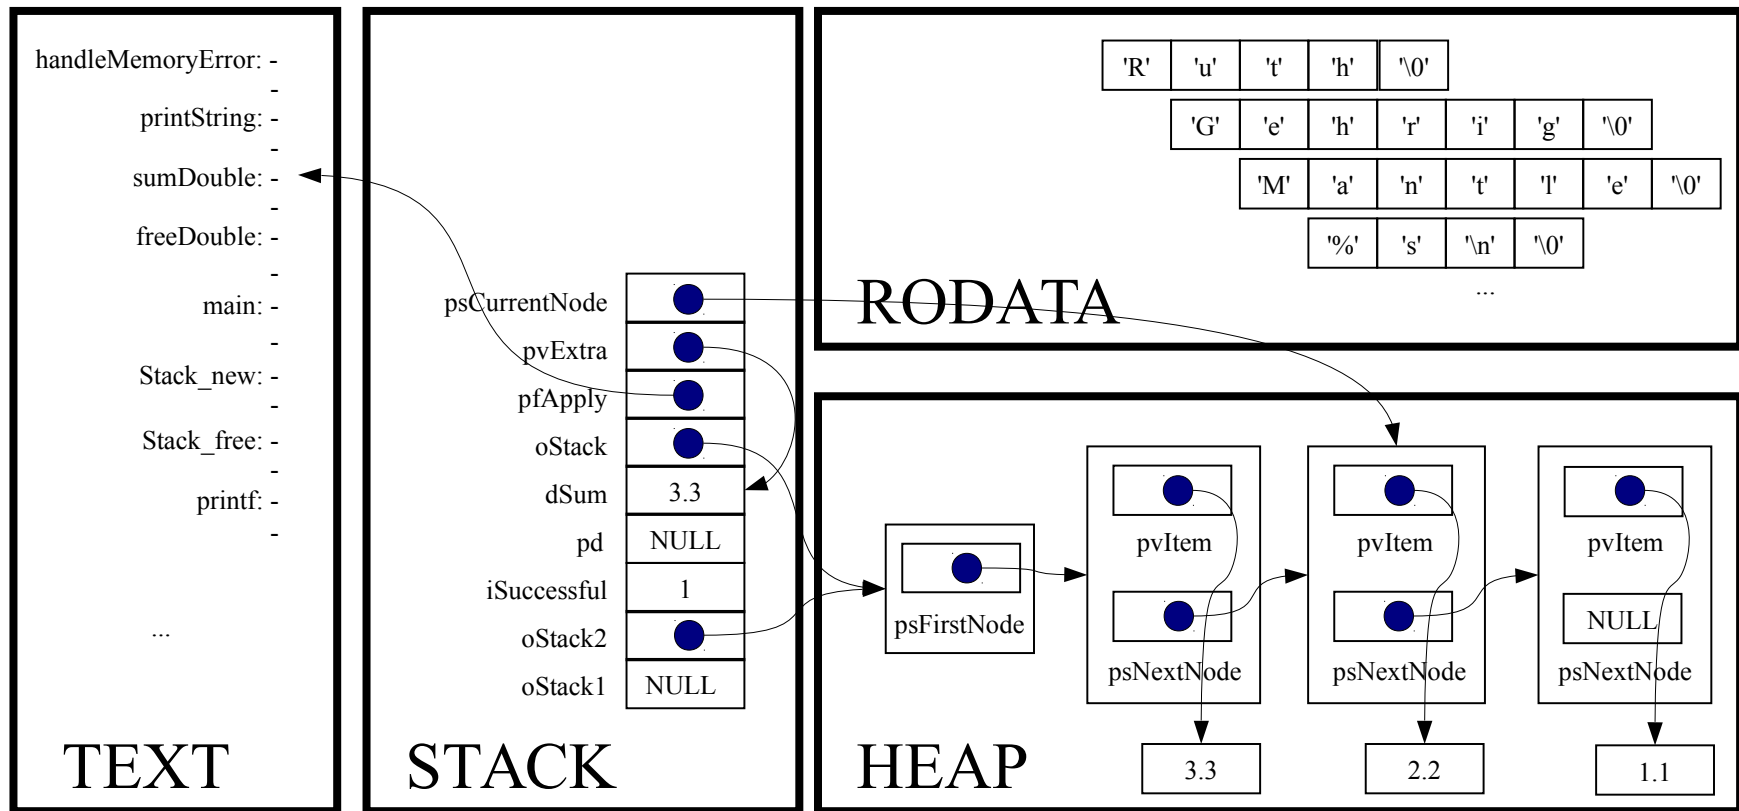 handleMemoryError: -
-
printString: -
-
sumDouble: -
-
freeDouble: -
-
main: -
-
Stack_new: -
-
Stack_free: -
-
printf: -
-
...
TEXT
psCurrentNode
pvExtra
pfApply
oStack
dSum 3.3
pd NULL
iSuccessful 1
oStack2
oStack1 NULL
STACK
'R' 'u' 't' 'h' '\0'
'G' 'e' 'h' 'r' 'i' 'g' '\0'
'M' 'a' 'n' 't' 'l' 'e' '\0'
'%' 's' '\n' '\0'
...
RODATA
psFirstNode
pvItem
psNextNode
3.3
pvItem
psNextNode
2.2
pvItem
NULL
psNextNode
1.1
HEAP